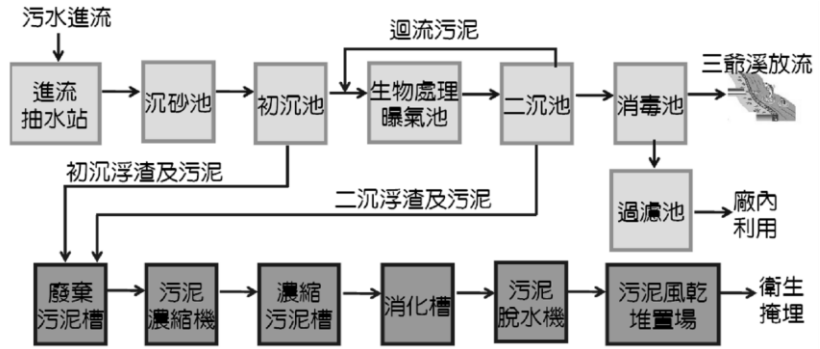 污水進流
迴流污泥
三爺溪放流
進流
抽水站
沉砂池
初沉池
生物處理
曝氣池
二沉池
消毒池
初沉浮渣及污泥
二沉浮渣及污泥
過濾池
廠內
利用
廢棄
污泥槽
污泥
濃縮機
濃縮
污泥槽
消化槽
污泥
脫水機
污泥風乾
堆置場
衛生
掩埋